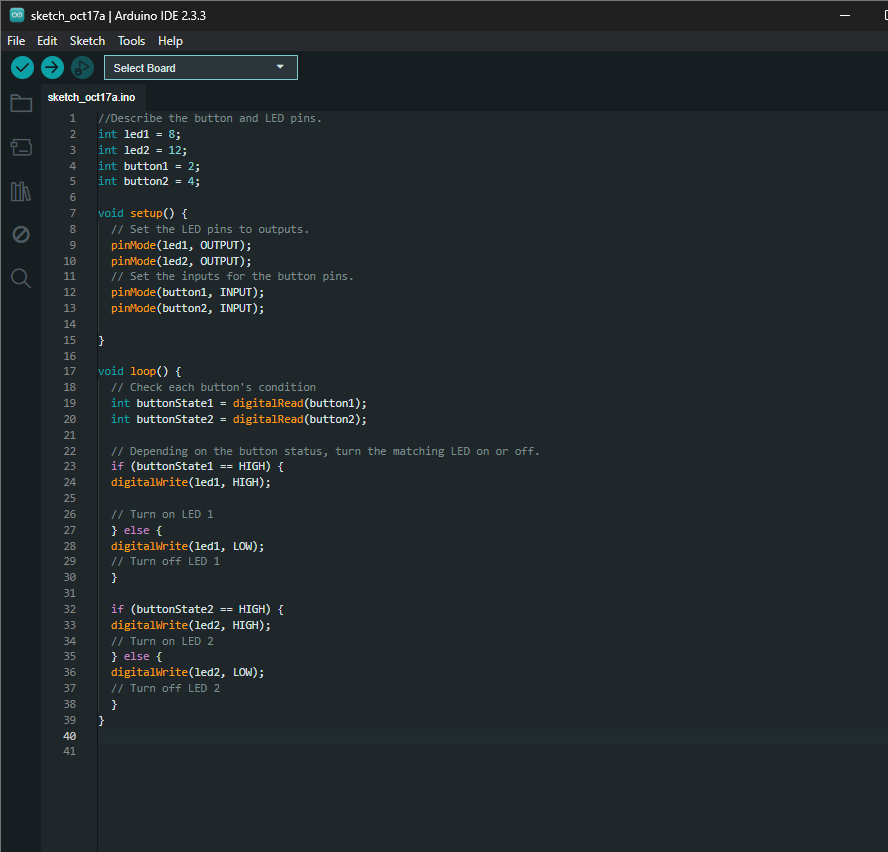 sketch_oct17a | Arduino IDE 2.3.3
File Edit Sketch Tools Help
Select Board
sketch_oct17a.ino
1 //Describe the button and LED pins.
2 int led1 = 8;
3 int led2 = 12;
4 int button1 = 2;
5 int button2 = 4;
6
7 void setup() {
8 // Set the LED pins to outputs.
9 pinMode(led1, OUTPUT);
10 pinMode(led2, OUTPUT);
11 // Set the inputs for the button pins.
12 pinMode(button1, INPUT);
13 pinMode(button2, INPUT);
14
15 }
16
17 void loop() {
18 // Check each button's condition
19 int buttonState1 = digitalRead(button1);
20 int buttonState2 = digitalRead(button2);
21
22 // Depending on the button status, turn the matching LED on or off.
23 if (buttonState1 == HIGH) {
24 digitalWrite(led1, HIGH);
25
26 // Turn on LED 1
27 } else {
28 digitalWrite(led1, LOW);
29 // Turn off LED 1
30 }
31
32 if (buttonState2 == HIGH) {
33 digitalWrite(led2, HIGH);
34 // Turn on LED 2
35 } else {
36 digitalWrite(led2, LOW);
37 // Turn off LED 2
38 }
39 }
40
41